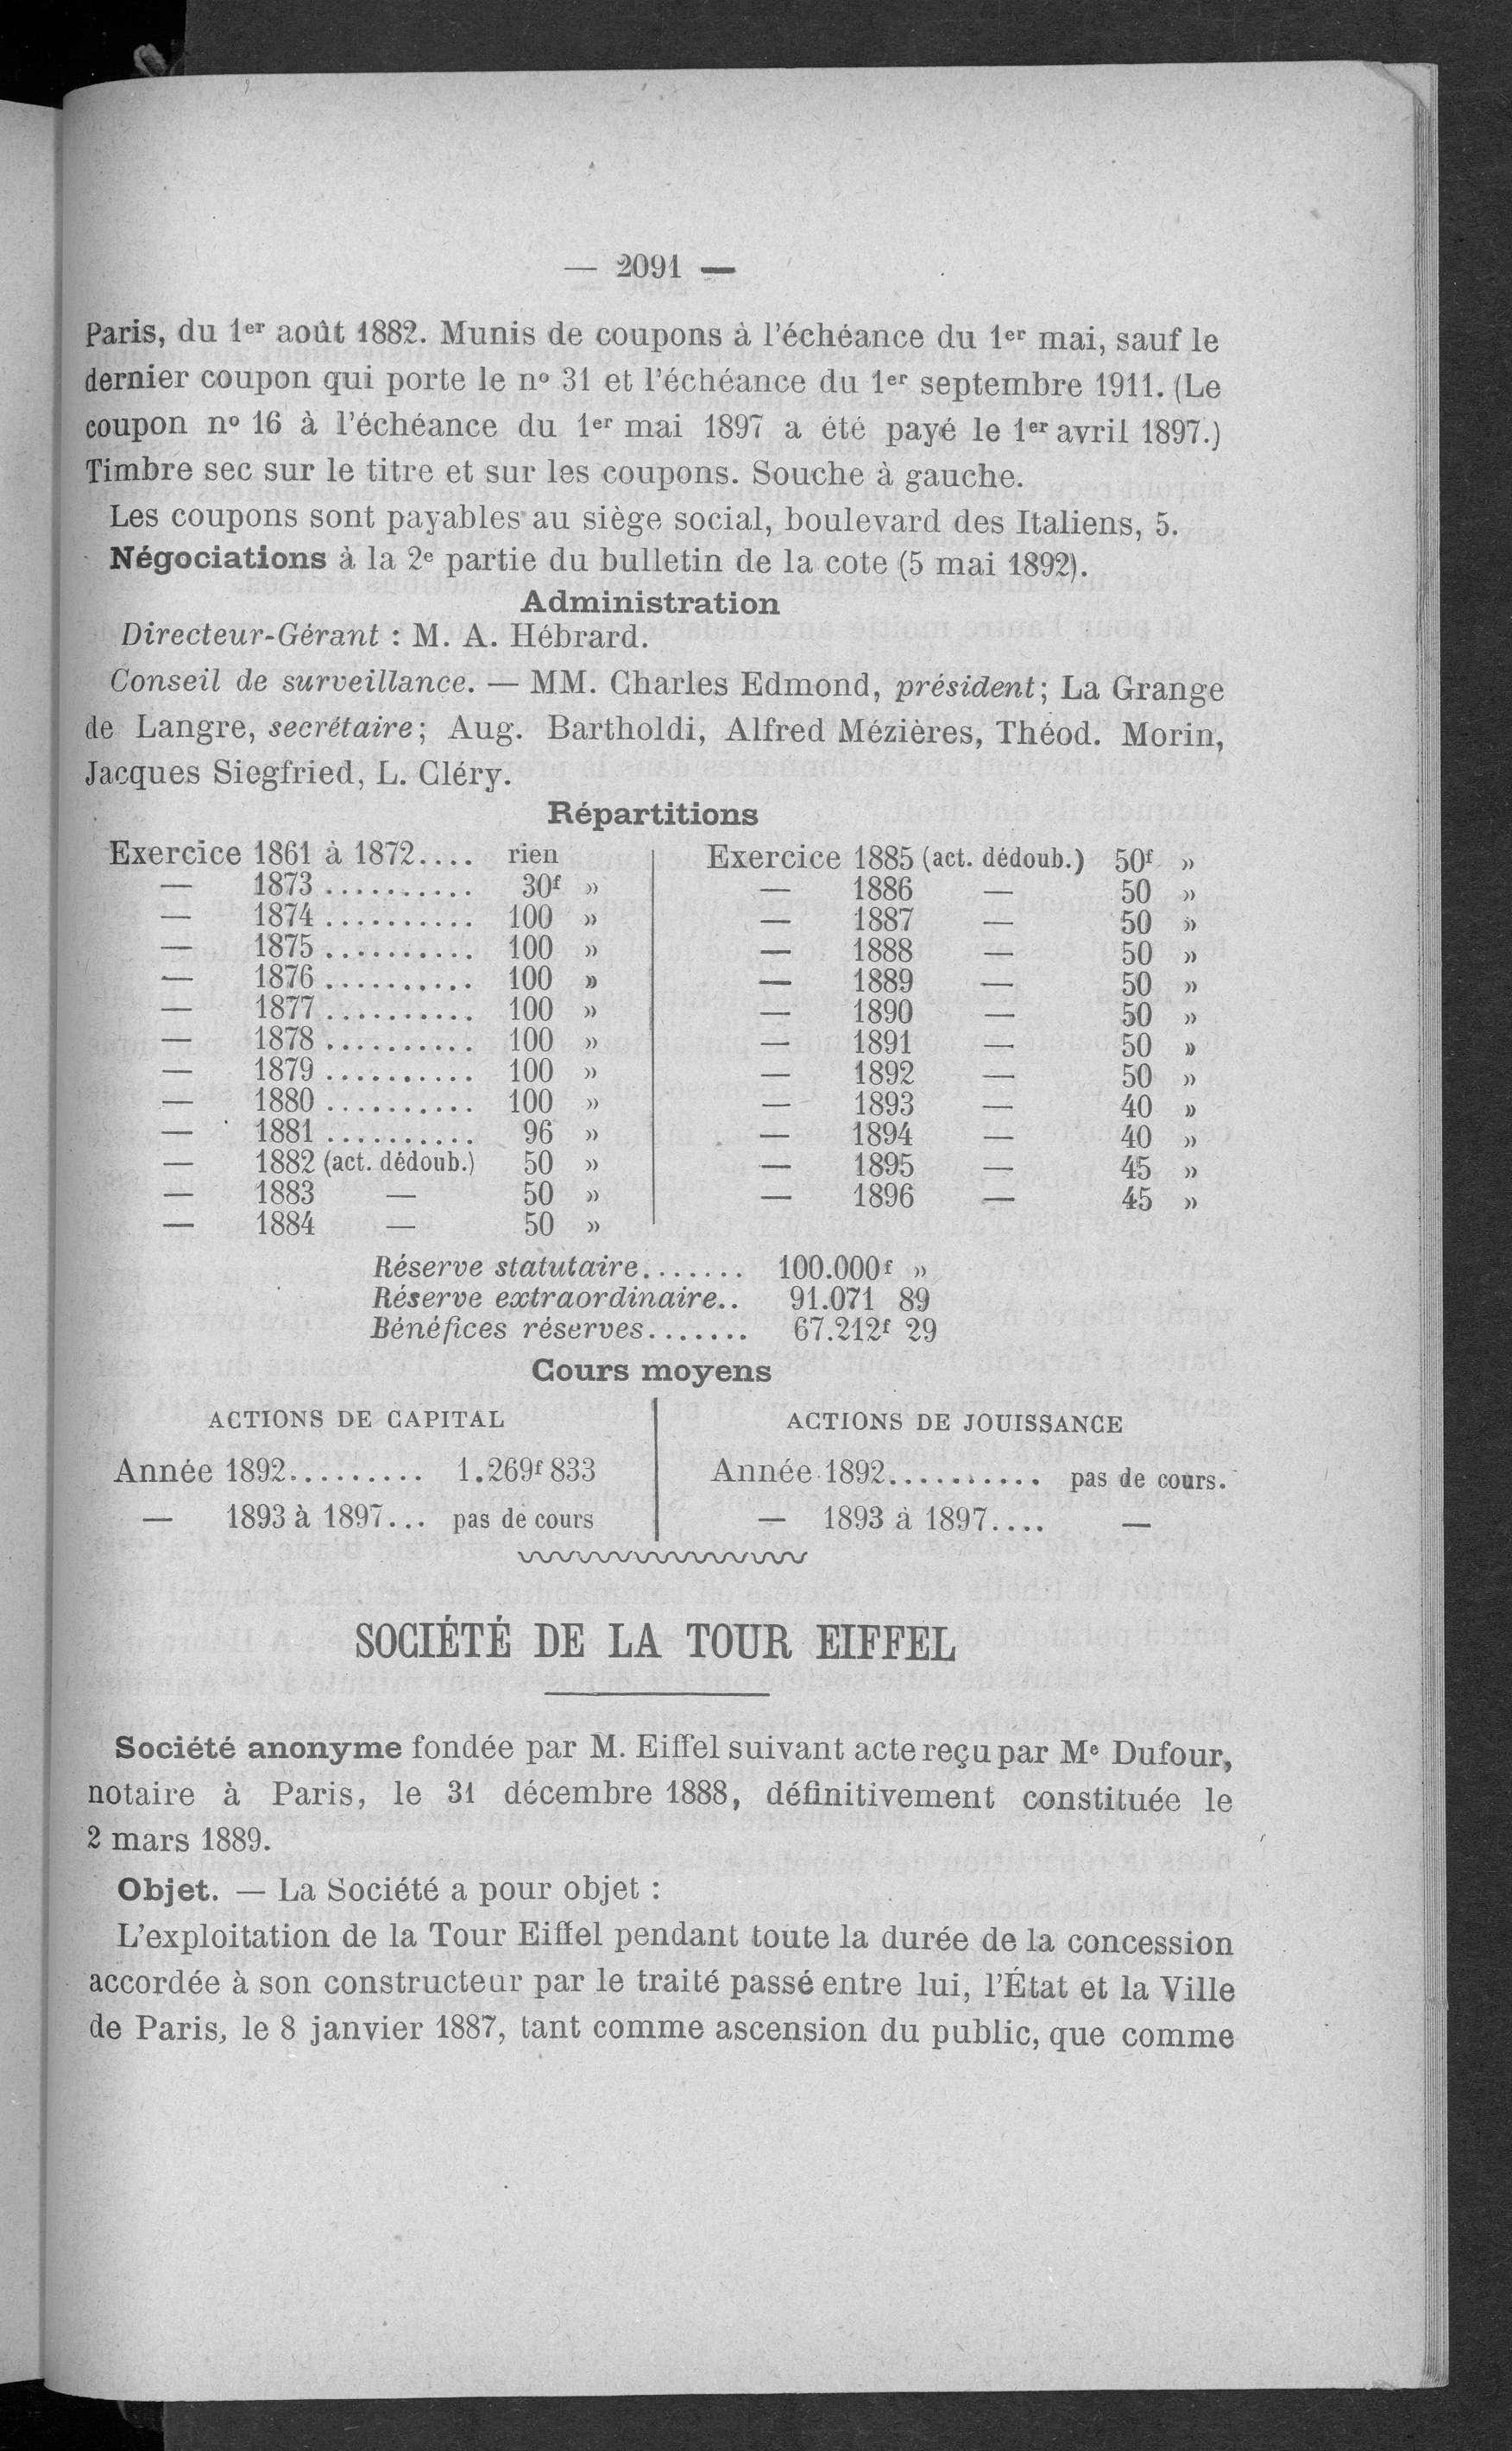 — 2091 —
Paris, du 1er août 1882. Munis de coupons à l'échéance du 1er mai, sauf le
dernier coupon qui porte le nº 31 et l'échéance du 1er septembre 1911. (Le
coupon nº 16 à l'échéance du 1er mai 1897 a été payé le 1er avril 1897.)
Timbre sec sur le titre et sur les coupons. Souche à gauche.
Les coupons sont payables au siège social, boulevard des Italiens, 5.
Négociations à la 2e partie du bulletin de la cote (5 mai 1892).
Administration
Directeur-Gérant : M. A. Hébrard.
Conseil de surveillance. — MM. Charles Edmond, président; La Grange
de Langre, secrétaire; Aug. Bartholdi, Alfred Mézières, Théod. Morin,
Jacques Siegfried, L. Cléry.
Répartitions
Exercice 1861 à 1872.... rien
— 1873 .......... 30f »
— 1874 .......... 100 »
— 1875 .......... 100 »
— 1876 .......... 100 »
— 1877 .......... 100 »
— 1878 .......... 100 »
— 1879 .......... 100 »
— 1880 .......... 100 »
— 1881 .......... 96 »
— 1882 (act. dédoub.) 50 »
— 1883 — 50 »
— 1884 — 50 »
Exercice 1885 (act. dédoub.) 50f »
— 1886 — 50 »
— 1887 — 50 »
— 1888 — 50 »
— 1889 — 50 »
— 1890 — 50 »
— 1891 — 50 »
— 1892 — 50 »
— 1893 — 40 »
— 1894 — 40 »
— 1895 — 45 »
— 1896 — 45 »
Réserve statutaire....... 100.000f »
Réserve extraordinaire.. 91.071 89
Bénéfices réserves....... 67.212f 29
Cours moyens
ACTIONS DE CAPITAL
Année 1892......... 1.269f 833
— 1893 à 1897... pas de cours
ACTIONS DE JOUISSANCE
Année 1892.......... pas de cours.
— 1893 à 1897.... —
SOCIÉTÉ DE LA TOUR EIFFEL
Société anonyme fondée par M. Eiffel suivant acte reçu par Me Dufour,
notaire à Paris, le 31 décembre 1888, définitivement constituée le
2 mars 1889.
Objet. — La Société a pour objet :
L'exploitation de la Tour Eiffel pendant toute la durée de la concession
accordée à son constructeur par le traité passé entre lui, l'État et la Ville
de Paris, le 8 janvier 1887, tant comme ascension du public, que comme